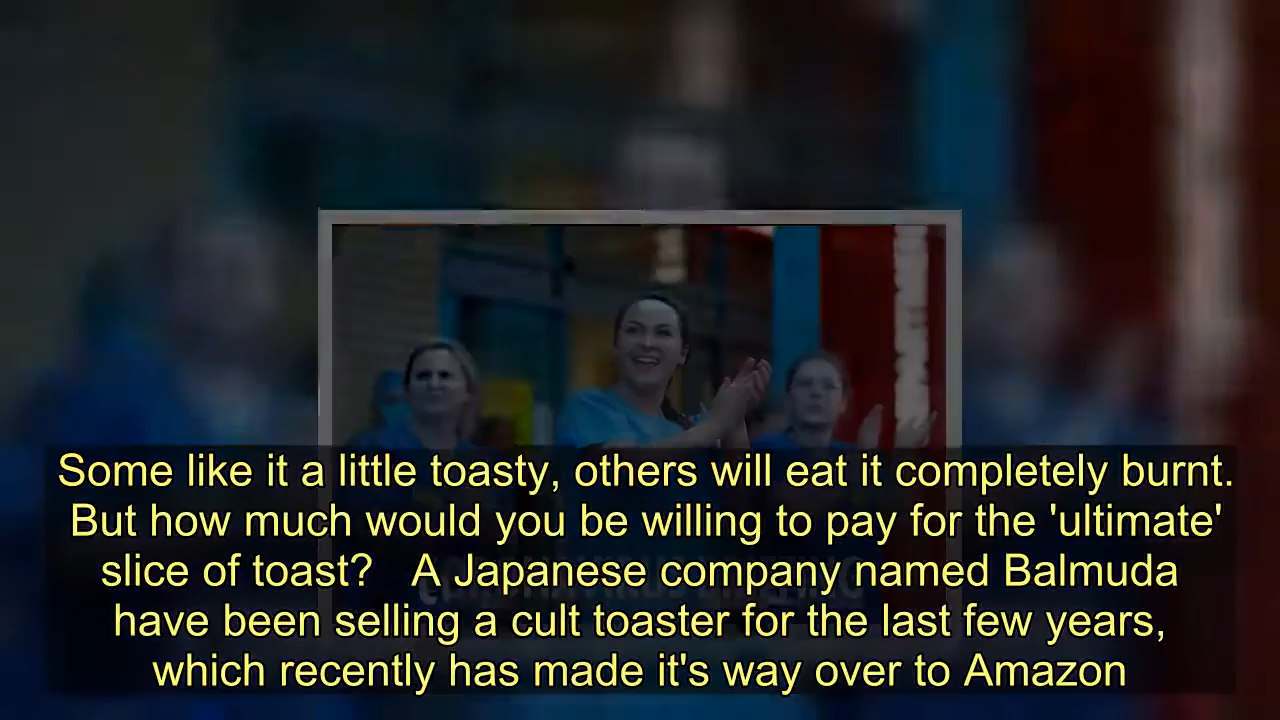 Some like it a little toasty, others will eat it completely burnt.
But how much would you be willing to pay for the 'ultimate'
slice of toast? A Japanese company named Balmuda
have been selling a cult toaster for the last few years,
which recently has made it's way over to Amazon